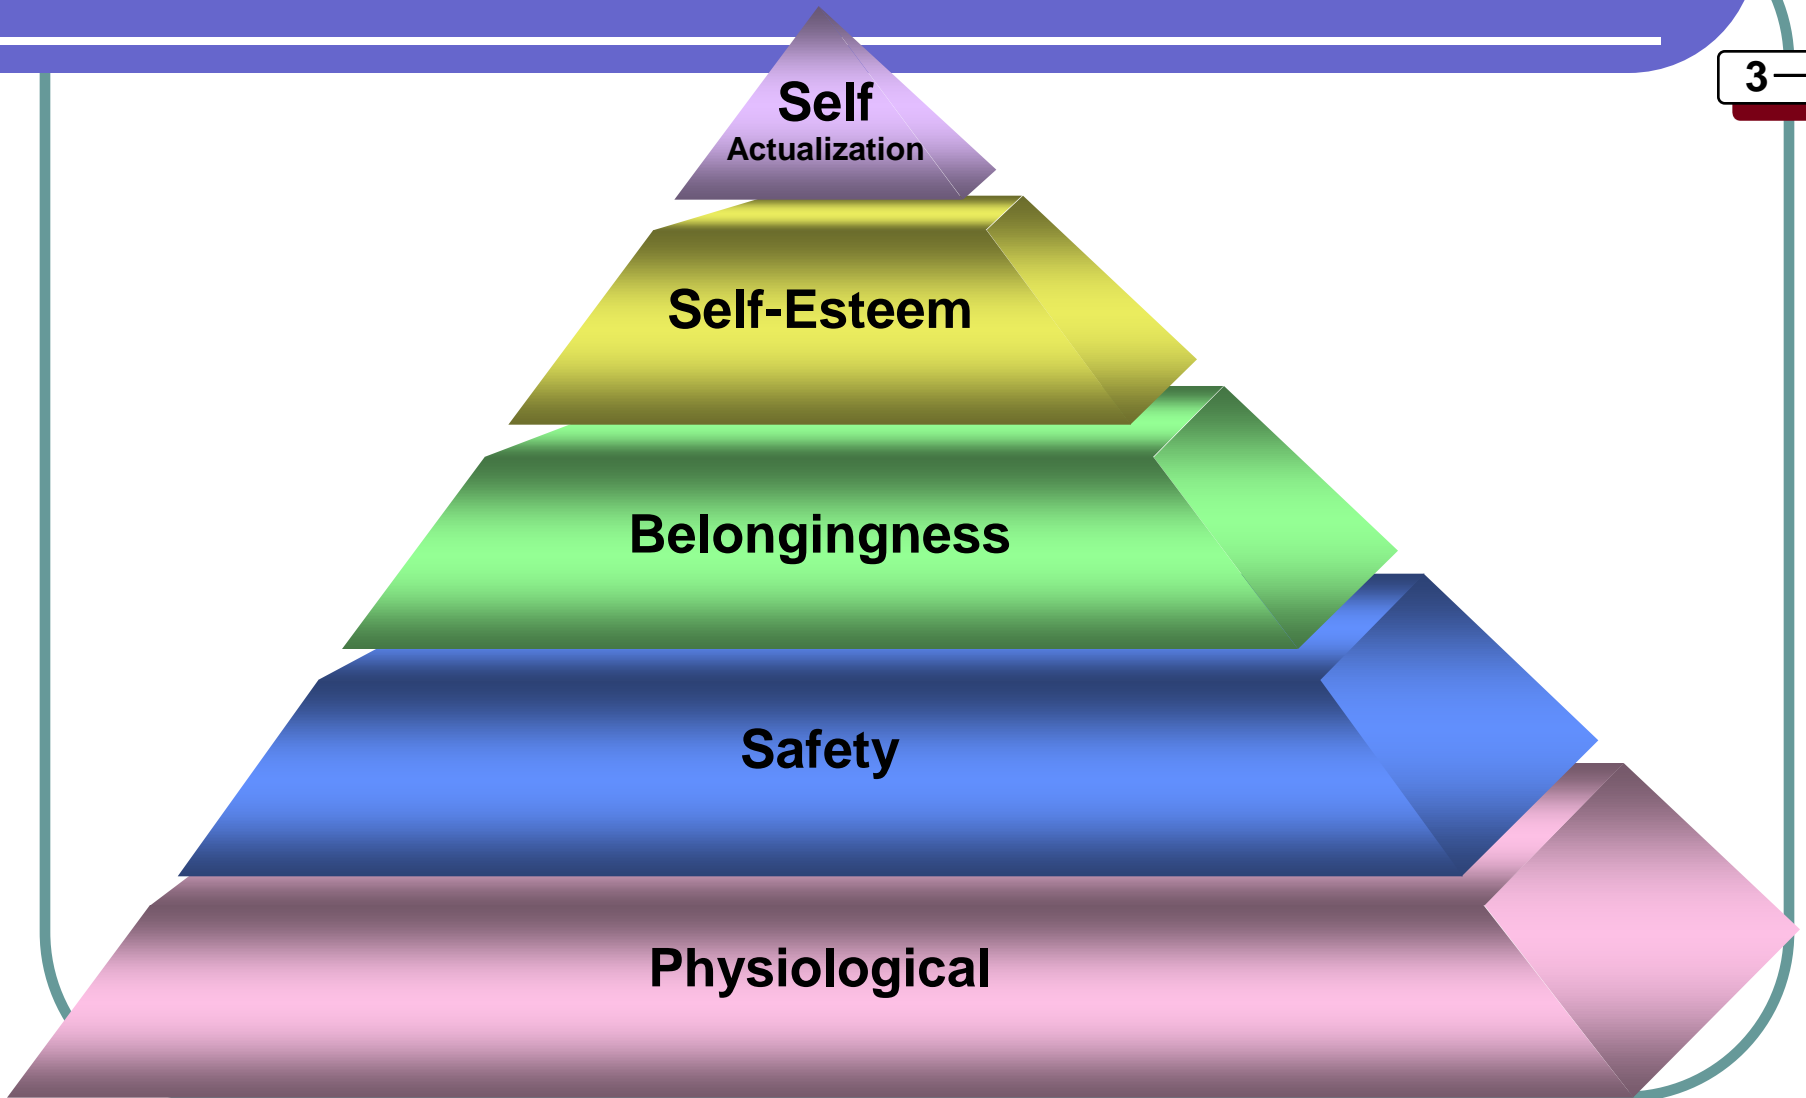 3—
Self
Actualization
Self-Esteem
Belongingness
Safety
Physiological